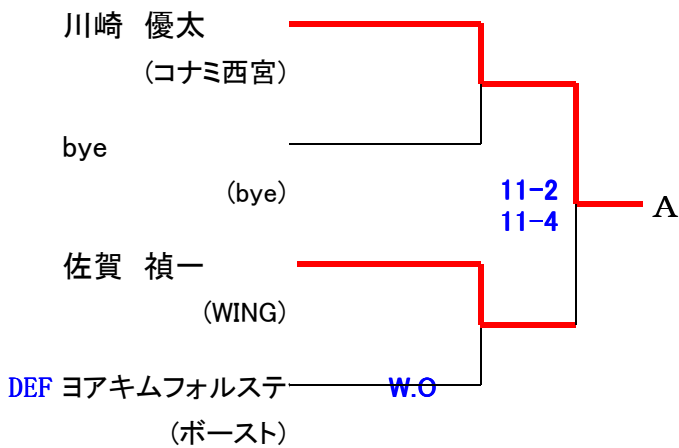 川崎 優太
(コナミ西宮)
bye
(bye)
11-2
11-4
A
佐賀 禎一
(WING)
DEF ヨアキムフォルステ W.O
(ボースト)